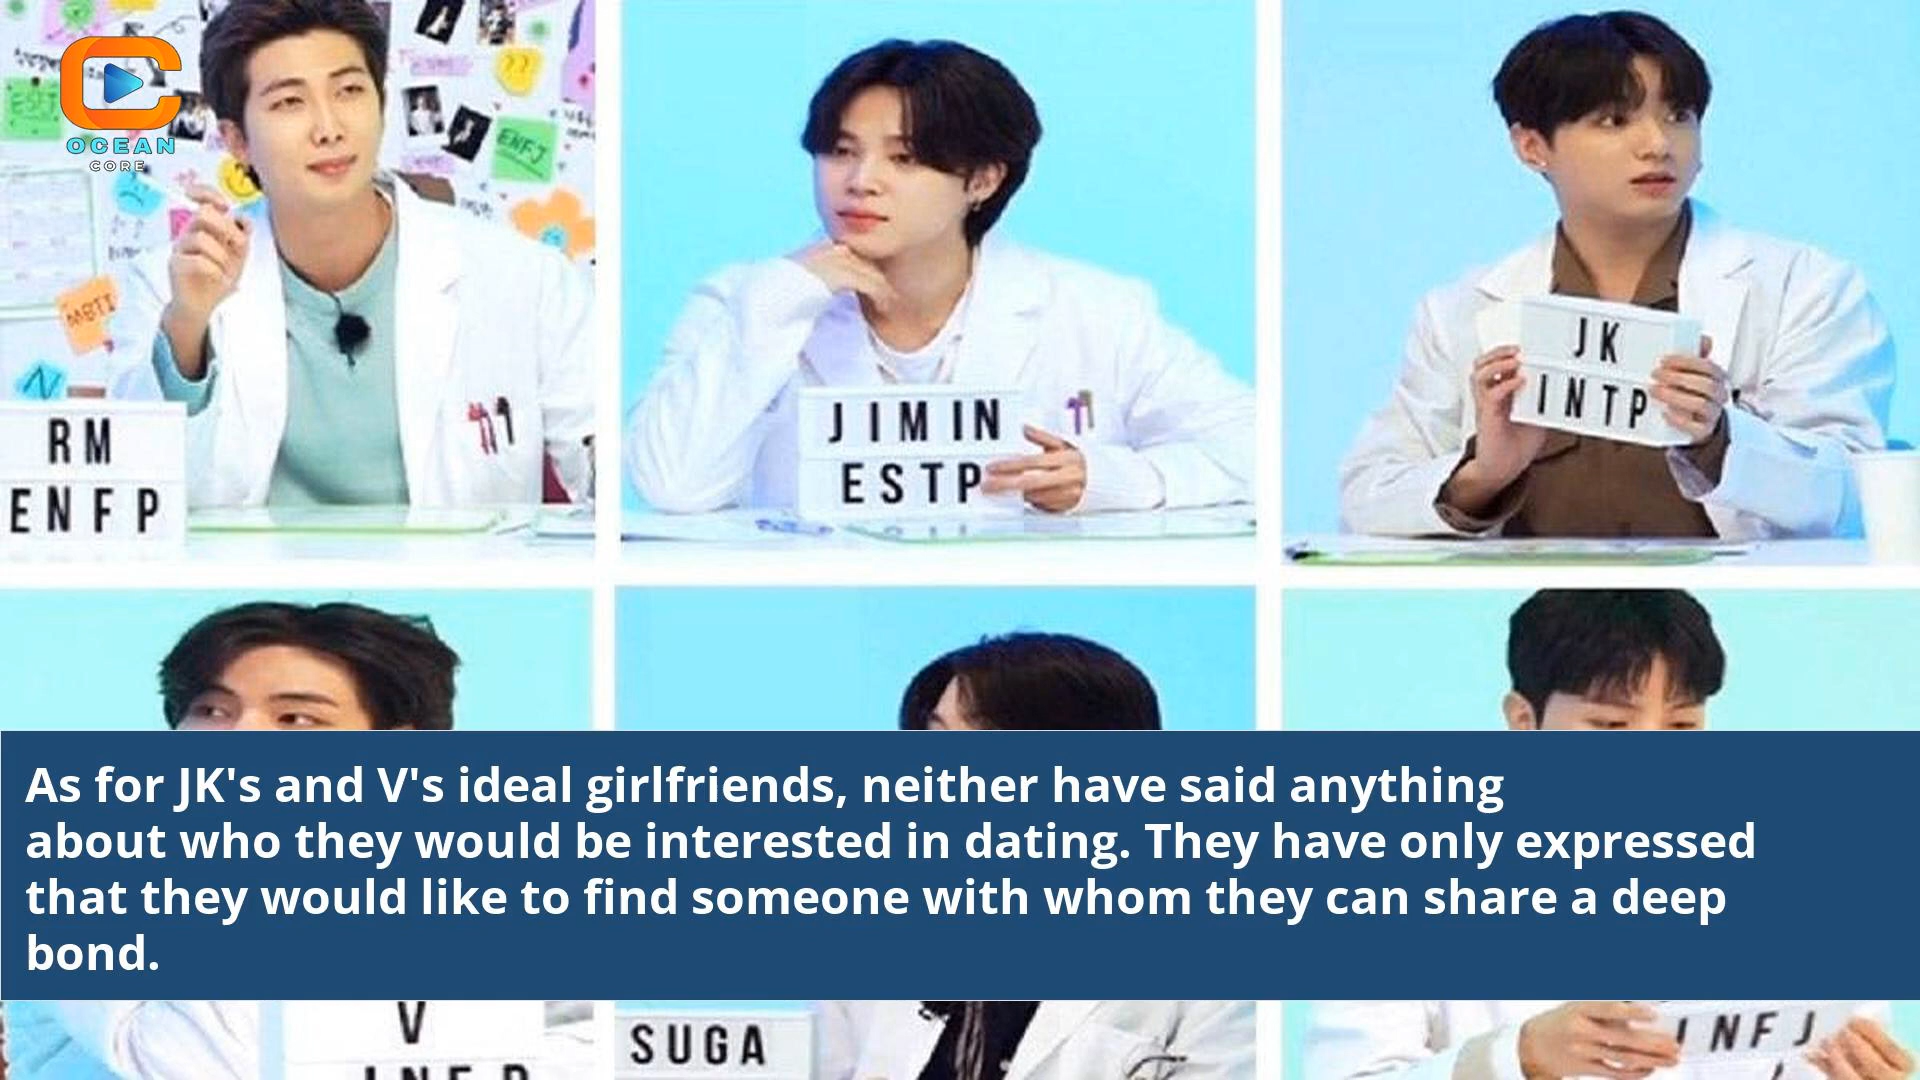 OCEAN
CORE
ENFJ
MBTI
RM
ENFP
JIMIN
ESTP
JK
INTP
As for JK's and V's ideal girlfriends, neither have said anything
about who they would be interested in dating. They have only expressed
that they would like to find someone with whom they can share a deep
bond.
V
SUGA
INFJ